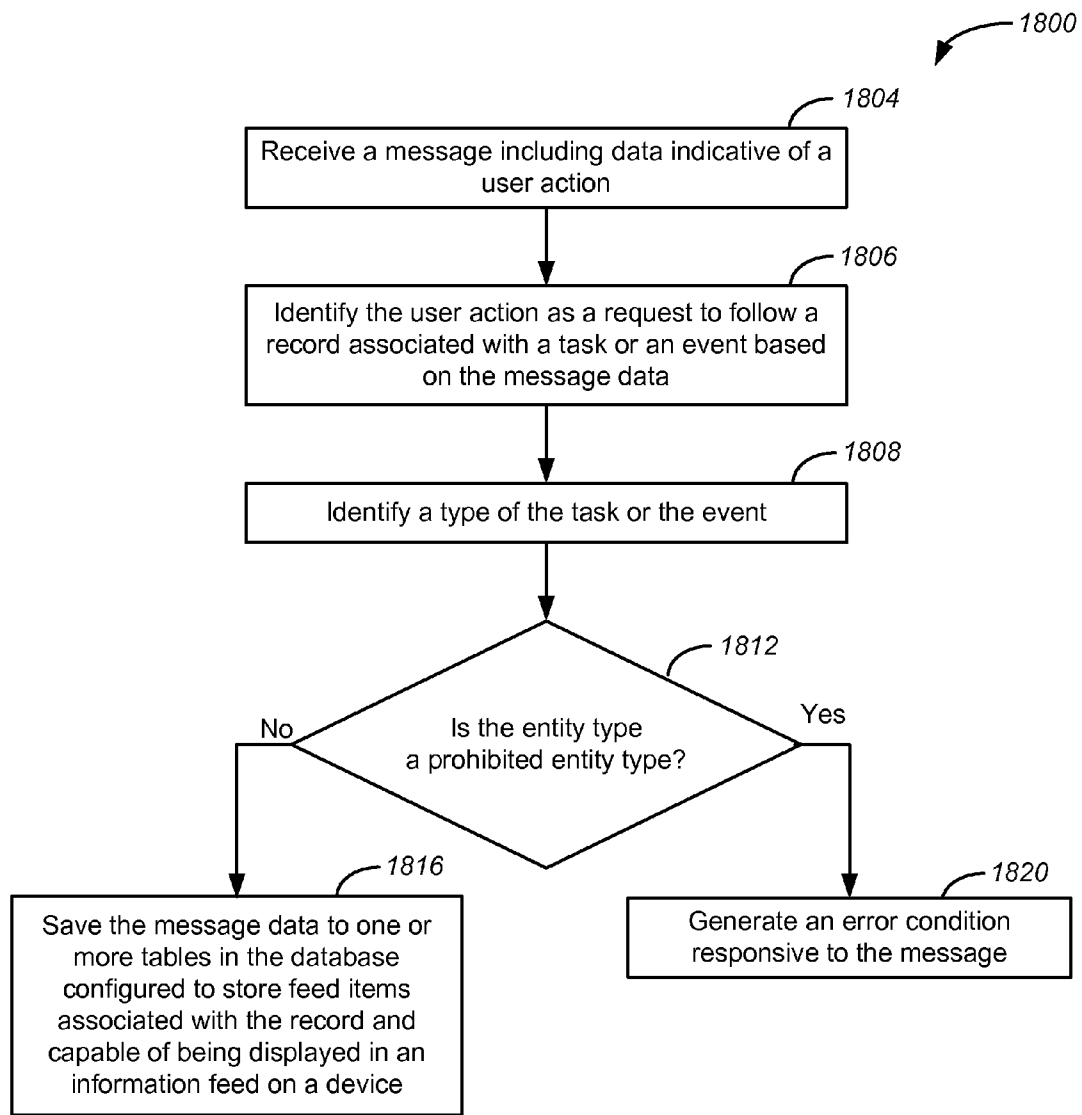 1800
1804
Receive a message including data indicative of a
user action
1806
Identify the user action as a request to follow a
record associated with a task or an event based
on the message data
1808
Identify a type of the task or the event
1812
Is the entity type
a prohibited entity type?
No
Yes
1816
Save the message data to one or
more tables in the database
configured to store feed items
associated with the record and
capable of being displayed in an
information feed on a device
1820
Generate an error condition
responsive to the message